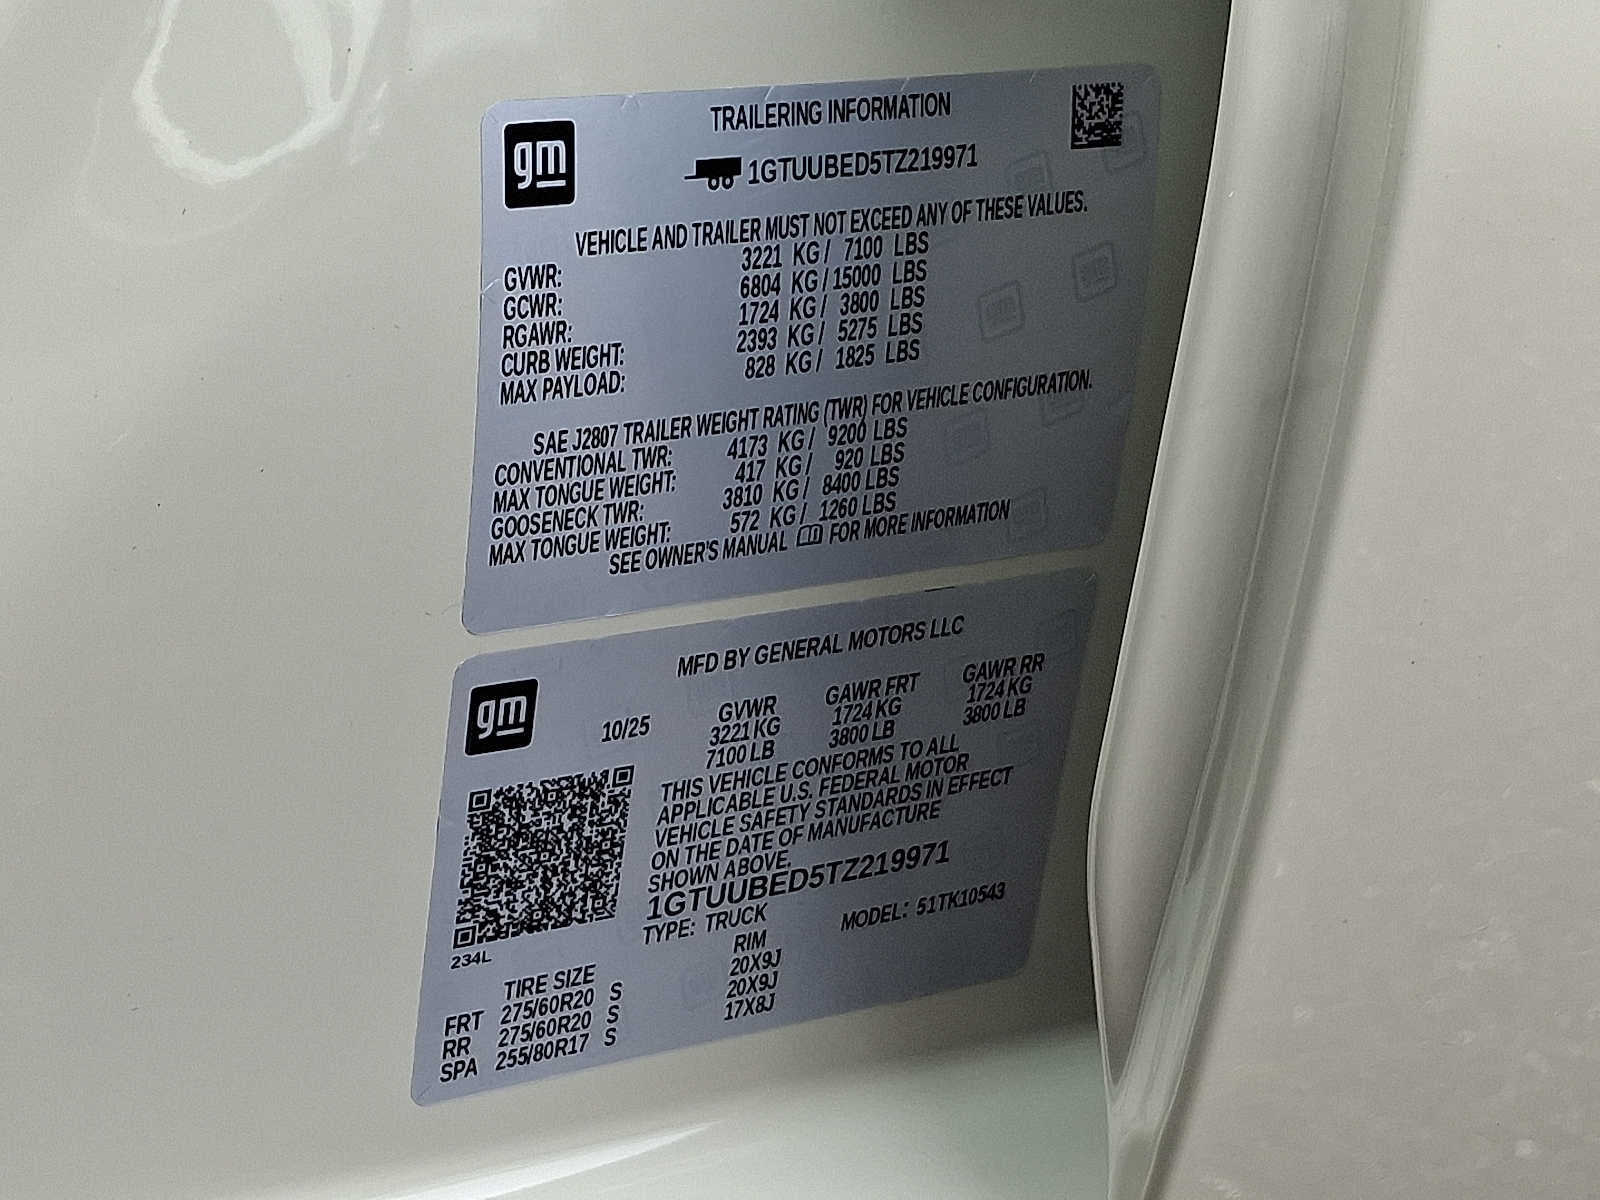 gm
TRAILERING INFORMATION
1GTUUBED5TZ219971
VEHICLE AND TRAILER MUST NOT EXCEED ANY OF THESE VALUES.
GVWR: 3221 KG / 7100 LBS
GCWR: 6804 KG / 15000 LBS
RGAWR: 1724 KG / 3800 LBS
CURB WEIGHT: 2393 KG / 5275 LBS
MAX PAYLOAD: 828 KG / 1825 LBS
SAE J2807 TRAILER WEIGHT RATING (TWR) FOR VEHICLE CONFIGURATION.
CONVENTIONAL TWR: 4173 KG / 9200 LBS
MAX TONGUE WEIGHT: 417 KG / 920 LBS
GOOSENECK TWR: 3810 KG / 8400 LBS
MAX TONGUE WEIGHT: 572 KG / 1260 LBS
SEE OWNER'S MANUAL FOR MORE INFORMATION
gm
MFD BY GENERAL MOTORS LLC
10/25 GVWR GAWR FRT GAWR RR
3221 KG 1724 KG 1724 KG
7100 LB 3800 LB 3800 LB
THIS VEHICLE CONFORMS TO ALL
APPLICABLE U.S. FEDERAL MOTOR
VEHICLE SAFETY STANDARDS IN EFFECT
ON THE DATE OF MANUFACTURE
SHOWN ABOVE.
1GTUUBED5TZ219971
TYPE: TRUCK MODEL: 51TK10543
234L
TIRE SIZE RIM
FRT 275/60R20 S 20X9J
RR 275/60R20 S 20X9J
SPA 255/80R17 S 17X8J